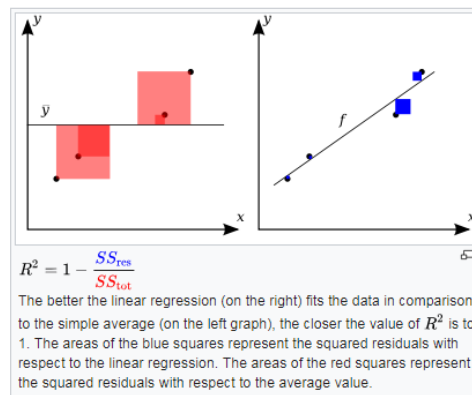 y y
ȳ
f
x x
R² = 1 − SS_res / SS_tot
The better the linear regression (on the right) fits the data in comparison
to the simple average (on the left graph), the closer the value of R² is to
1. The areas of the blue squares represent the squared residuals with
respect to the linear regression. The areas of the red squares represent
the squared residuals with respect to the average value.